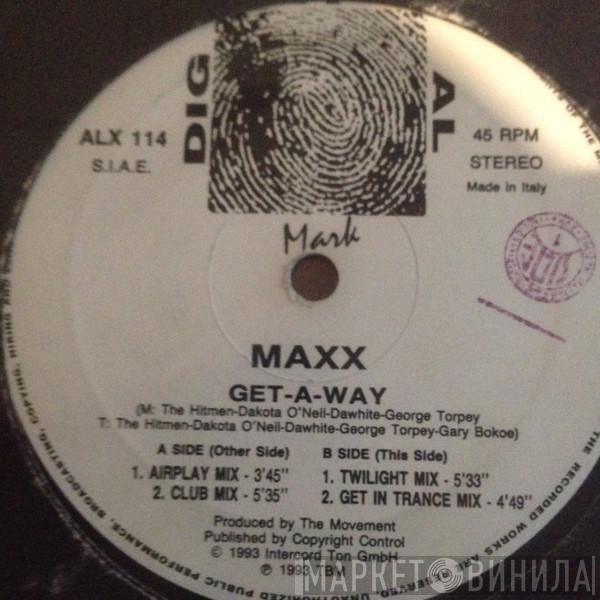 DIG AL
ALX 114
S.I.A.E.
45 RPM
STEREO
Made in Italy
Mark
MAXX
GET-A-WAY
(M: The Hitmen-Dakota O'Neil-Dawhite-George Torpey
T: The Hitmen-Dakota O'Neil-Dawhite-George Torpey-Gary Bokoe)
A SIDE (Other Side)
1. AIRPLAY MIX - 3'45"
2. CLUB MIX - 5'35"
B SIDE (This Side)
1. TWILIGHT MIX - 5'33"
2. GET IN TRANCE MIX - 4'49"
Produced by The Movement
Published by Copyright Control
© 1993 Intercord Ton GmbH
℗ 1993 TBM
THE RECORDED WORKS ARE RESERVED. UNAUTHORIZED PUBLIC PERFORMANCE, BROADCASTING, COPYING, HIRING AND
МАРКЕТ ВИНИЛА